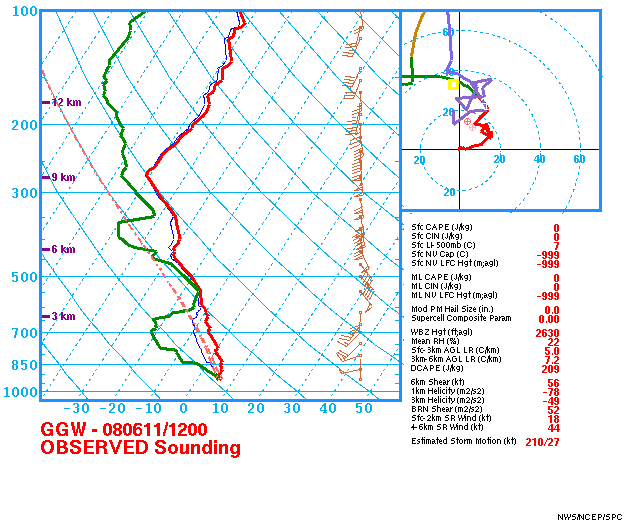 100
200
300
400
500
700
850
1000
12 km
9 km
6 km
3 km
-30 -20 -10 0 10 20 30 40 50
60
40
20
20 20 40 60
20
GGW - 080611/1200
OBSERVED Sounding
Sfc CAPE (J/kg) 0
Sfc CIN (J/kg) 0
Sfc LI-500mb (C) 7
Sfc NU Cap (C) -999
Sfc NU LFC Hgt (m;agl) -999
ML CAPE (J/kg) 0
ML CIN (J/kg) 0
ML NU LFC Hgt (m;agl) -999
Mod PM Hail Size (in.) 0.0
Supercell Composite Param 0.00
WBZ Hgt (ft;agl) 2630
Mean RH (%) 22
Sfc-3km AGL LR (C/km) 5.0
3km-6km AGL LR (C/km) 7.2
DCAPE (J/kg) 209
6km Shear (kt) 56
1km Helicity (m2/s2) -78
3km Helicity (m2/s2) -49
BRN Shear (m2/s2) 52
Sfc-2km SR Wind (kt) 18
4-6km SR Wind (kt) 44
Estimated Storm Motion (kt) 210/27
NWS/NCEP/SPC